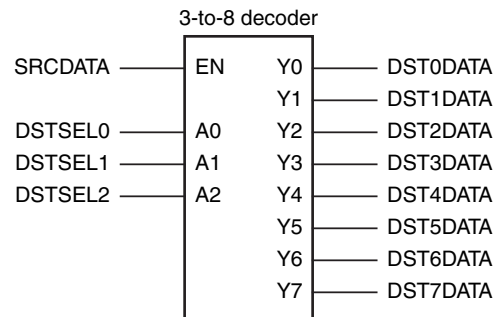 3-to-8 decoder
SRCDATA EN Y0 DST0DATA
Y1 DST1DATA
DSTSEL0 A0 Y2 DST2DATA
DSTSEL1 A1 Y3 DST3DATA
DSTSEL2 A2 Y4 DST4DATA
Y5 DST5DATA
Y6 DST6DATA
Y7 DST7DATA